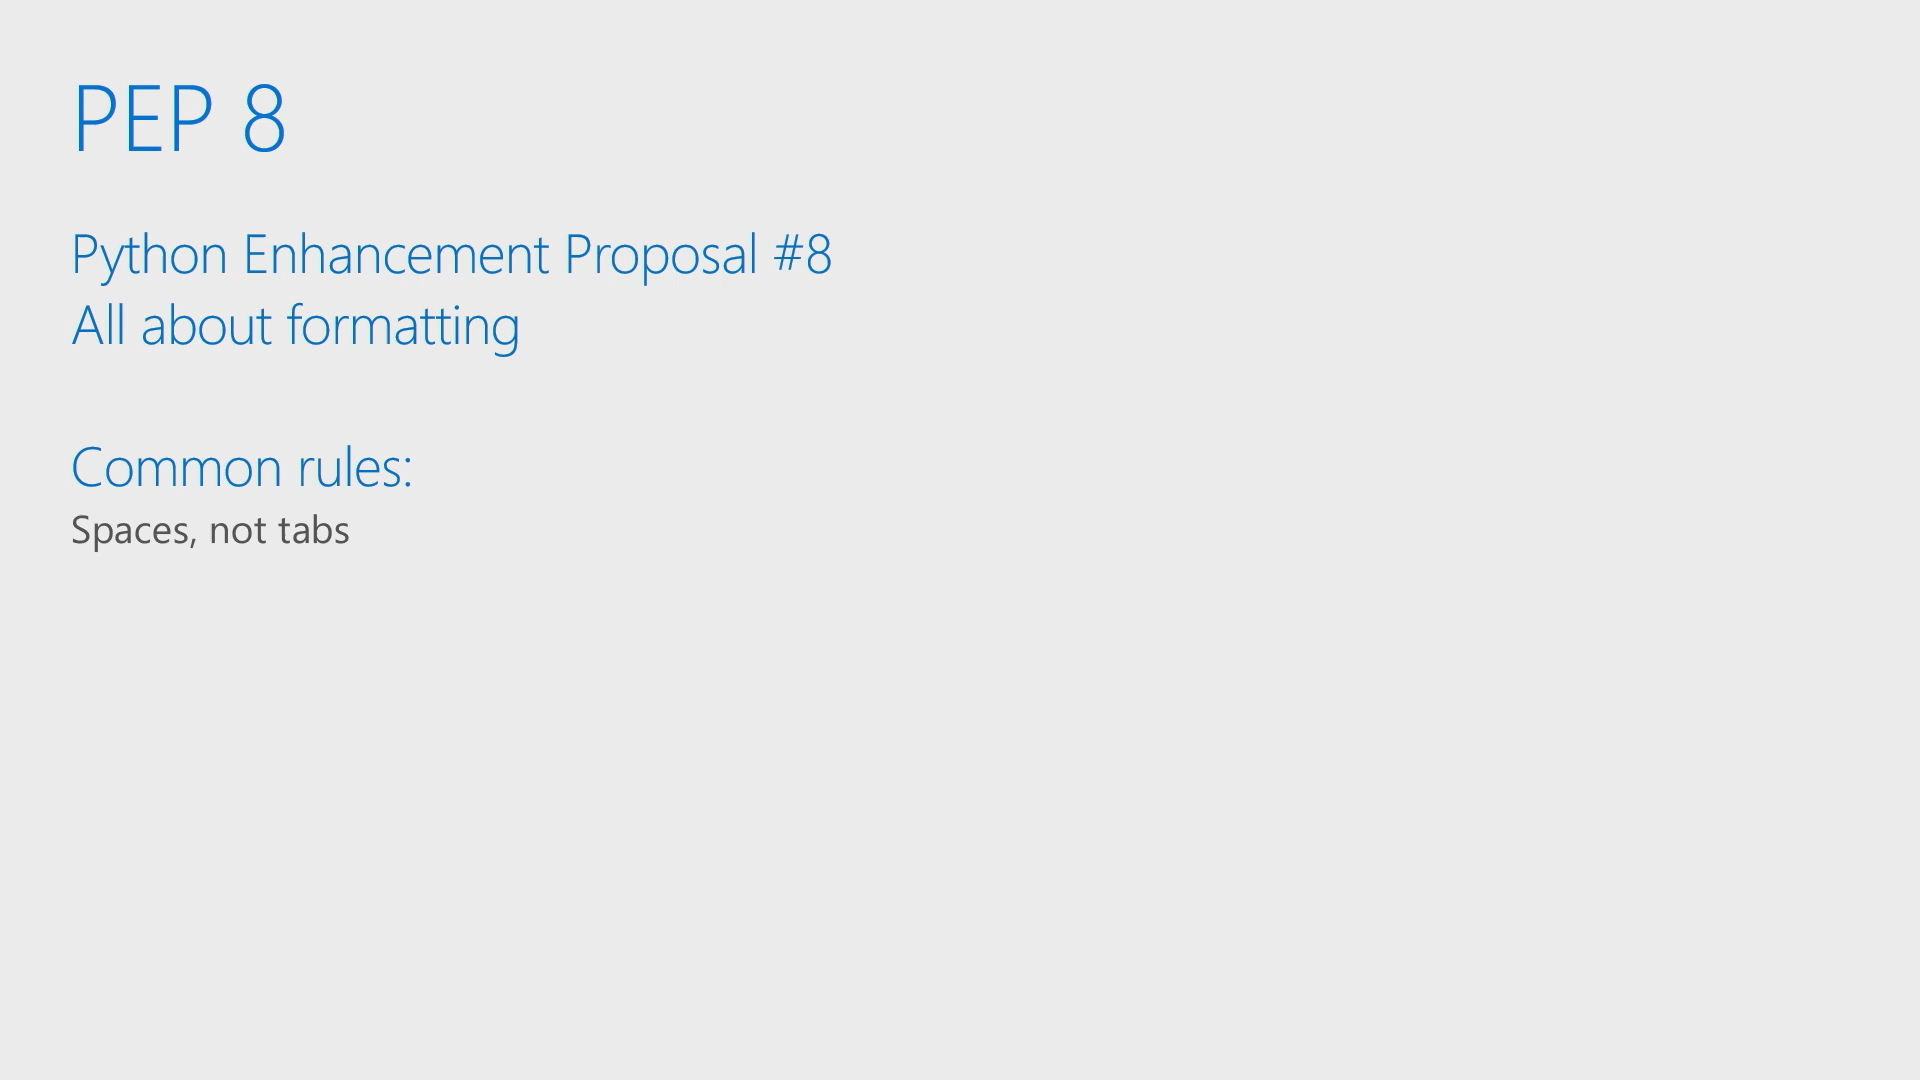 PEP 8
Python Enhancement Proposal #8
All about formatting
Common rules:
Spaces, not tabs